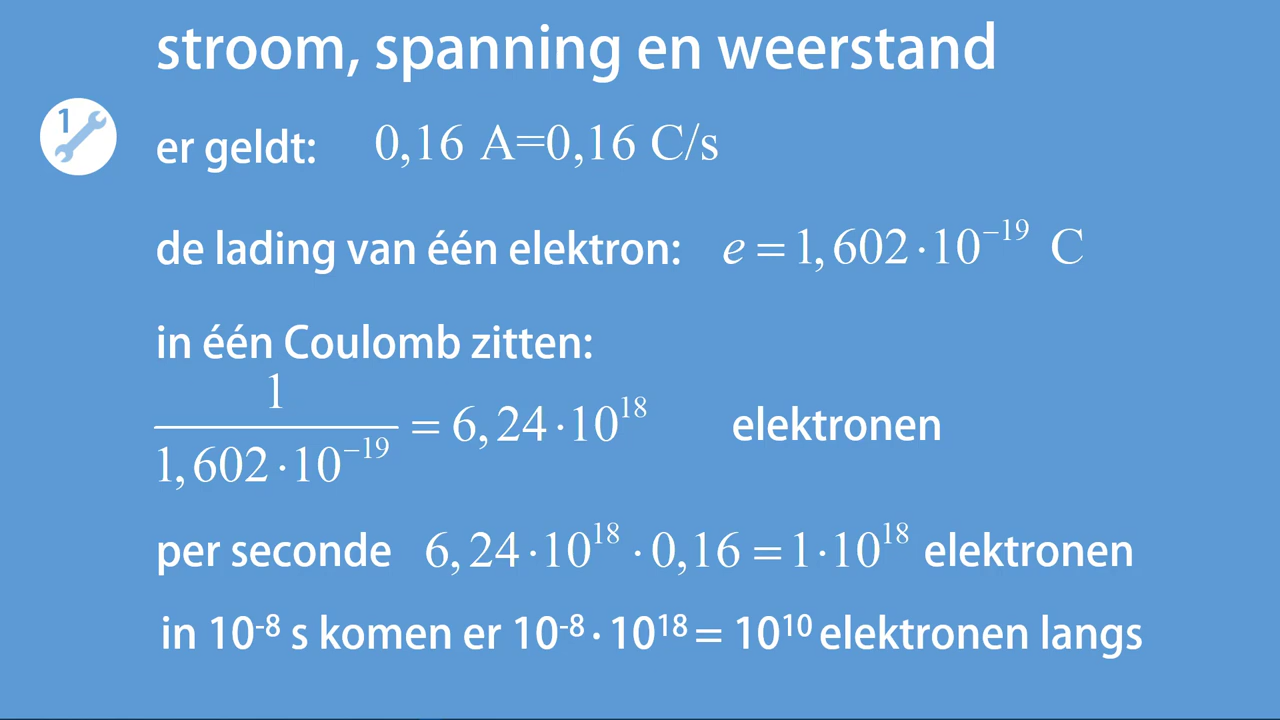 stroom, spanning en weerstand
1
er geldt: 0,16 A=0,16 C/s
de lading van één elektron: e = 1,602·10⁻¹⁹ C
in één Coulomb zitten:
1
/ 1,602·10⁻¹⁹ = 6,24·10¹⁸ elektronen
per seconde 6,24·10¹⁸·0,16 = 1·10¹⁸ elektronen
in 10⁻⁸ s komen er 10⁻⁸·10¹⁸ = 10¹⁰ elektronen langs